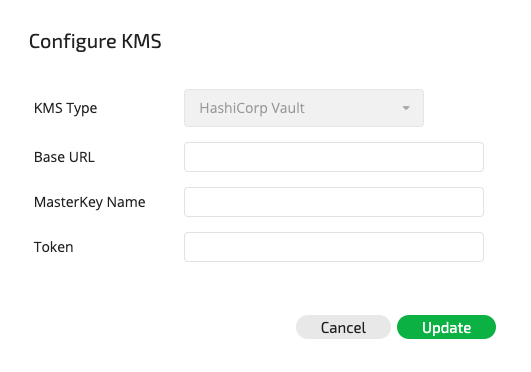 Configure KMS
KMS Type
HashiCorp Vault
Base URL
MasterKey Name
Token
Cancel
Update